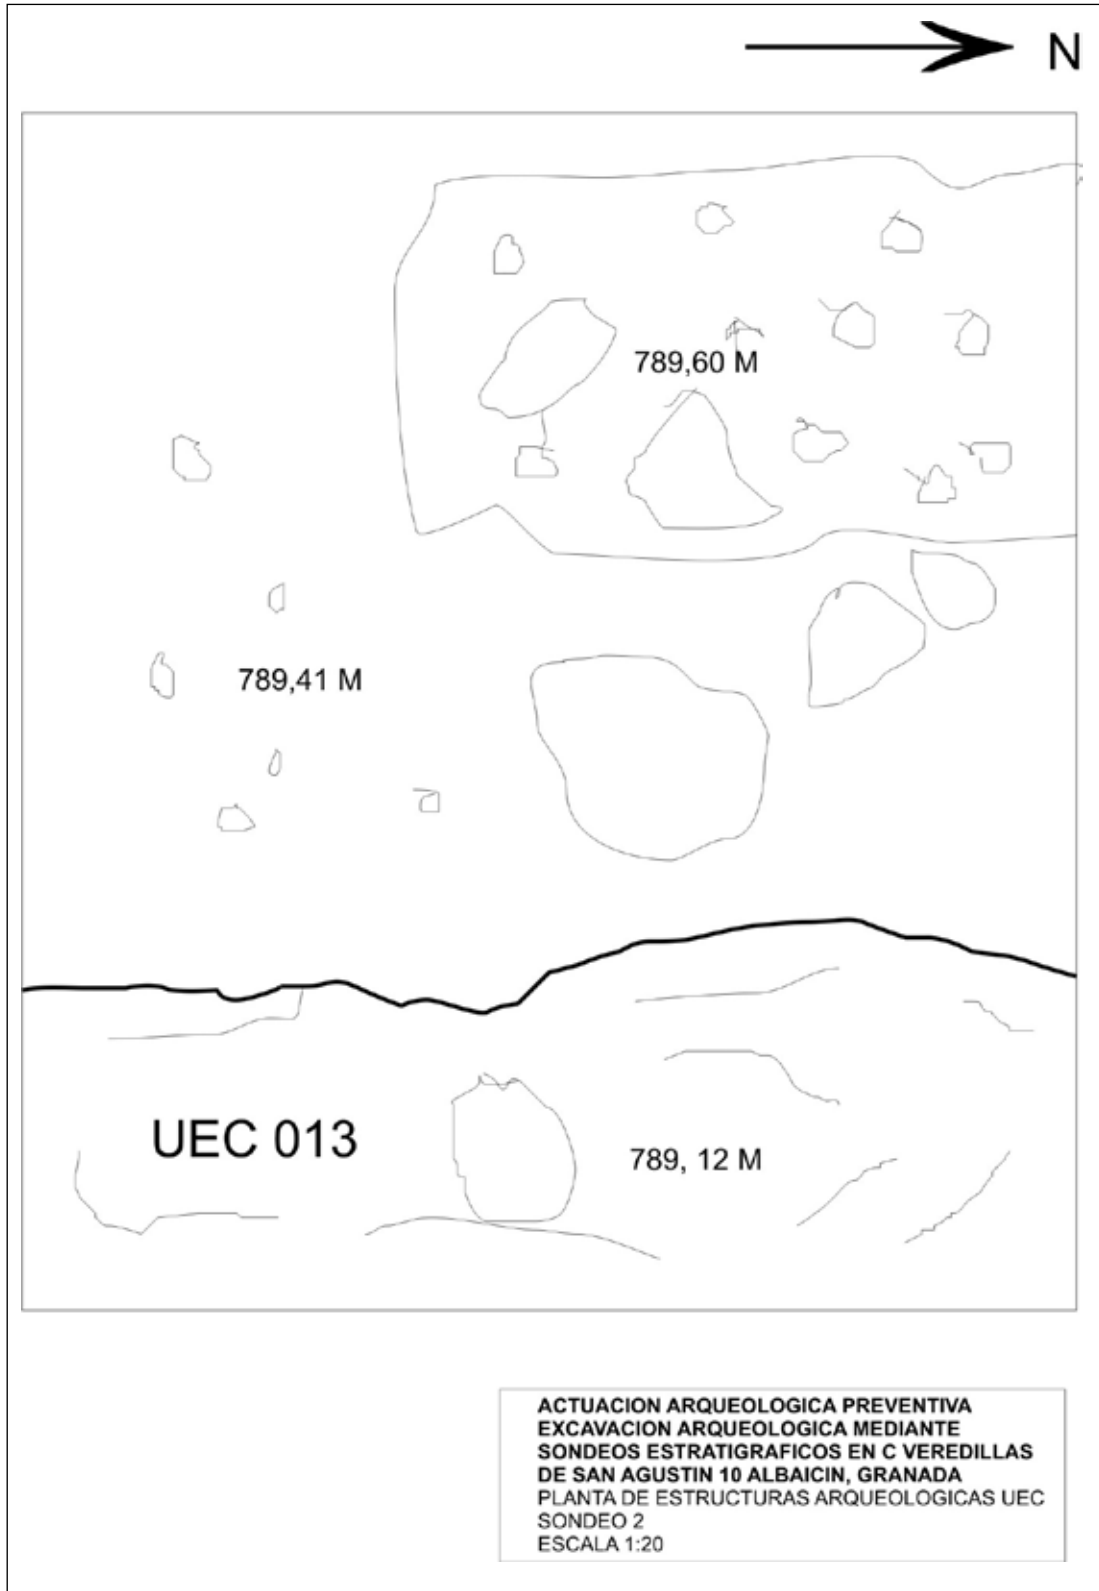 N
789,60 M
789,41 M
UEC 013
789, 12 M
ACTUACION ARQUEOLOGICA PREVENTIVA
EXCAVACION ARQUEOLOGICA MEDIANTE
SONDEOS ESTRATIGRAFICOS EN C VEREDILLAS
DE SAN AGUSTIN 10 ALBAICIN, GRANADA
PLANTA DE ESTRUCTURAS ARQUEOLOGICAS UEC
SONDEO 2
ESCALA 1:20